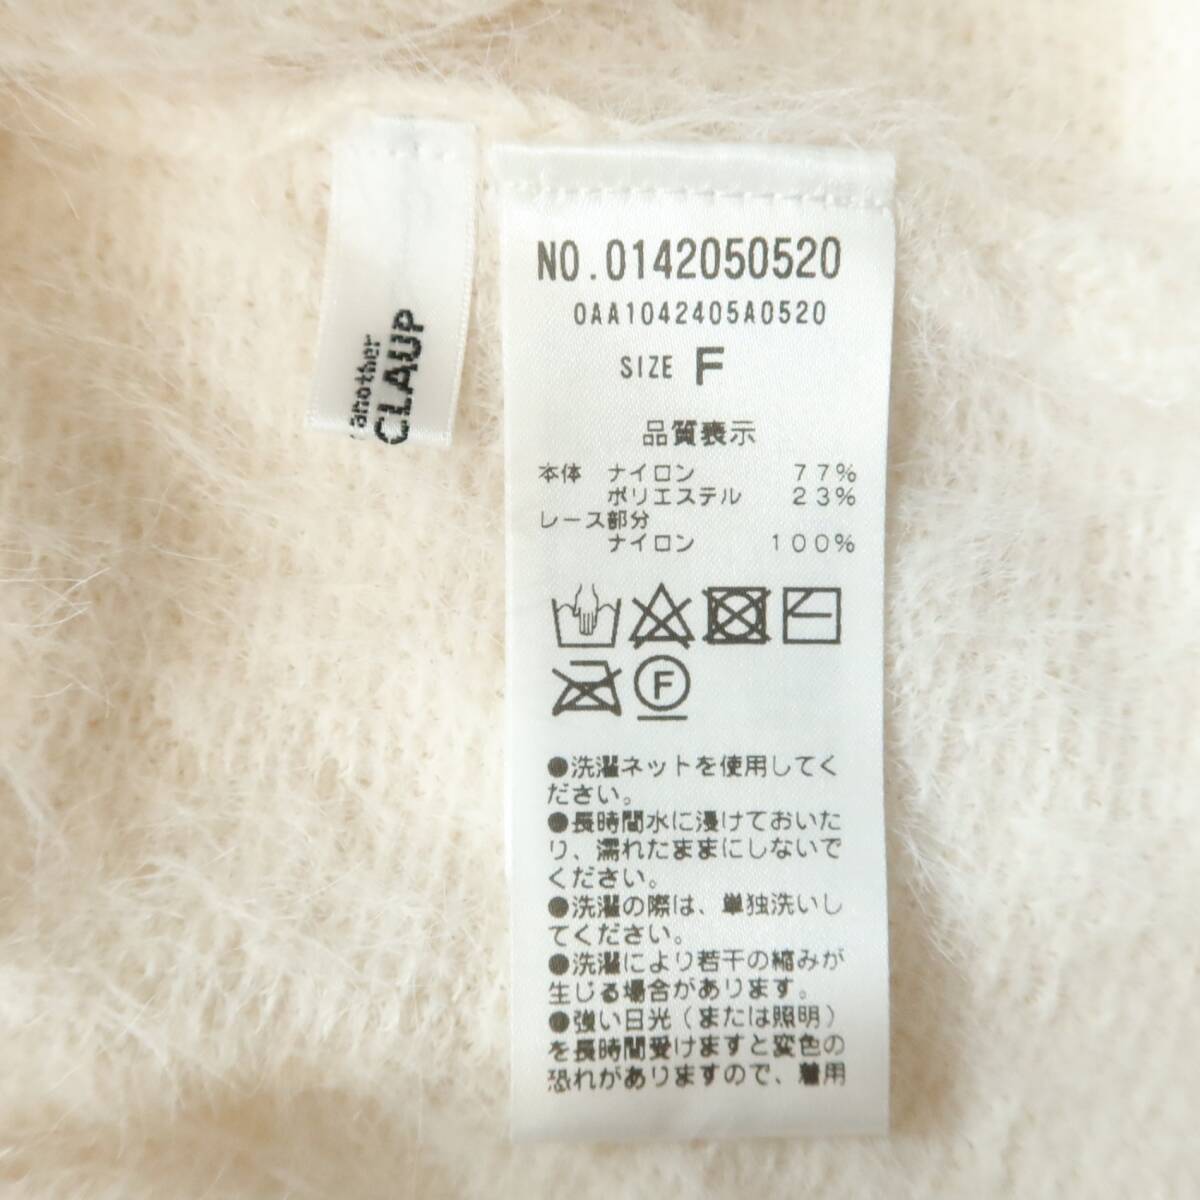 another
CLAUP
NO.0142050520
0AA1042405A0520
SIZE F
品質表示
本体 ナイロン 77%
ポリエステル 23%
レース部分
ナイロン 100%
F
●洗濯ネットを使用してく
ださい。
●長時間水に浸けておいた
り、濡れたままにしないで
ください。
●洗濯の際は、単独洗いし
てください。
●洗濯により若干の縮みが
生じる場合があります。
●強い日光(または照明)
を長時間受けますと変色の
恐れがありますので、着用